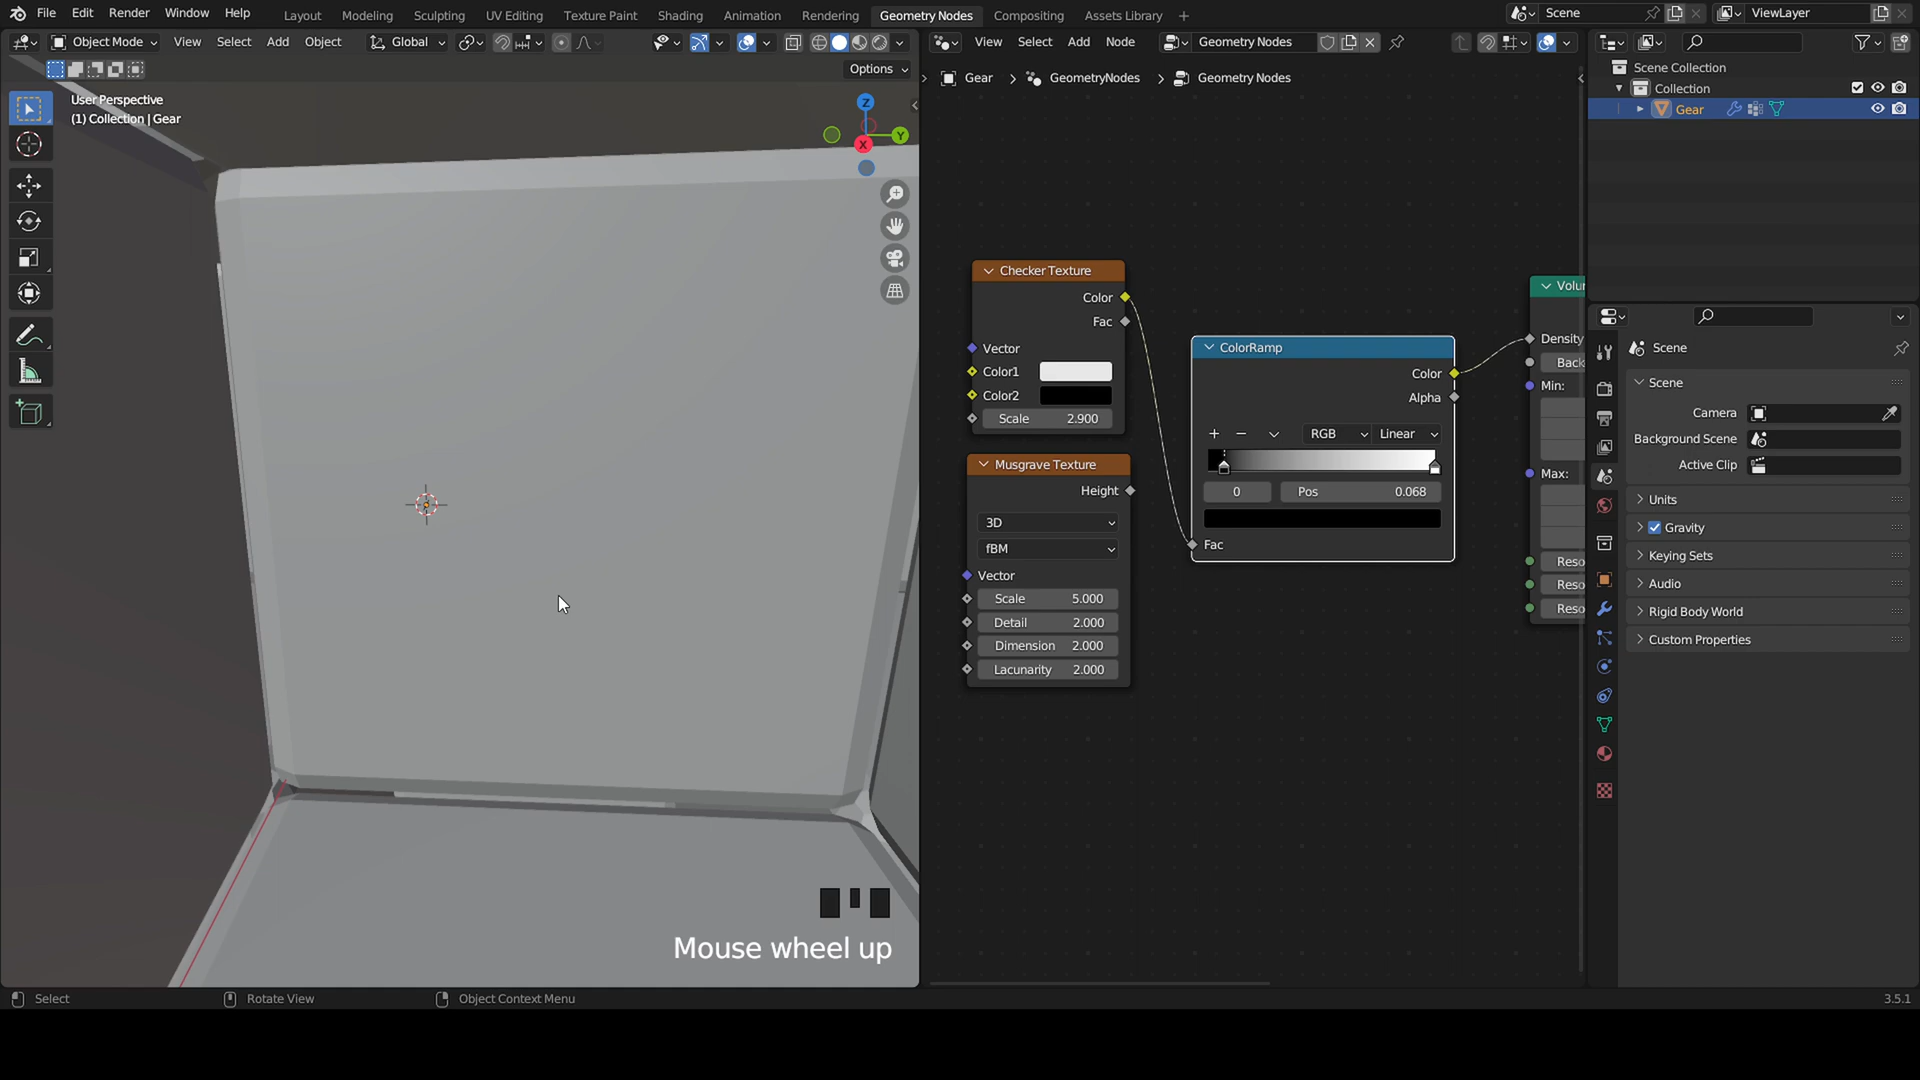 File Edit Render Window Help Layout Modeling Sculpting UV Editing Texture Paint Shading Animation Rendering Geometry Nodes Compositing Assets Library + Scene ViewLayer
Object Mode View Select Add Object Global View Select Add Node Geometry Nodes
Options
Gear > GeometryNodes > Geometry Nodes
User Perspective
(1) Collection | Gear
Z
Y
X
Checker Texture
Color
Fac
Vector
Color1
Color2
Scale 2.900
Musgrave Texture
Height
3D
fBM
Vector
Scale 5.000
Detail 2.000
Dimension 2.000
Lacunarity 2.000
ColorRamp
Color
Alpha
RGB Linear
0 Pos 0.068
Fac
Volu
Density
Back
Min:
Max:
Reso
Reso
Reso
Scene Collection
Collection
Gear
Scene
Scene
Camera
Background Scene
Active Clip
Units
Gravity
Keying Sets
Audio
Rigid Body World
Custom Properties
Mouse wheel up
Select Rotate View Object Context Menu 3.5.1